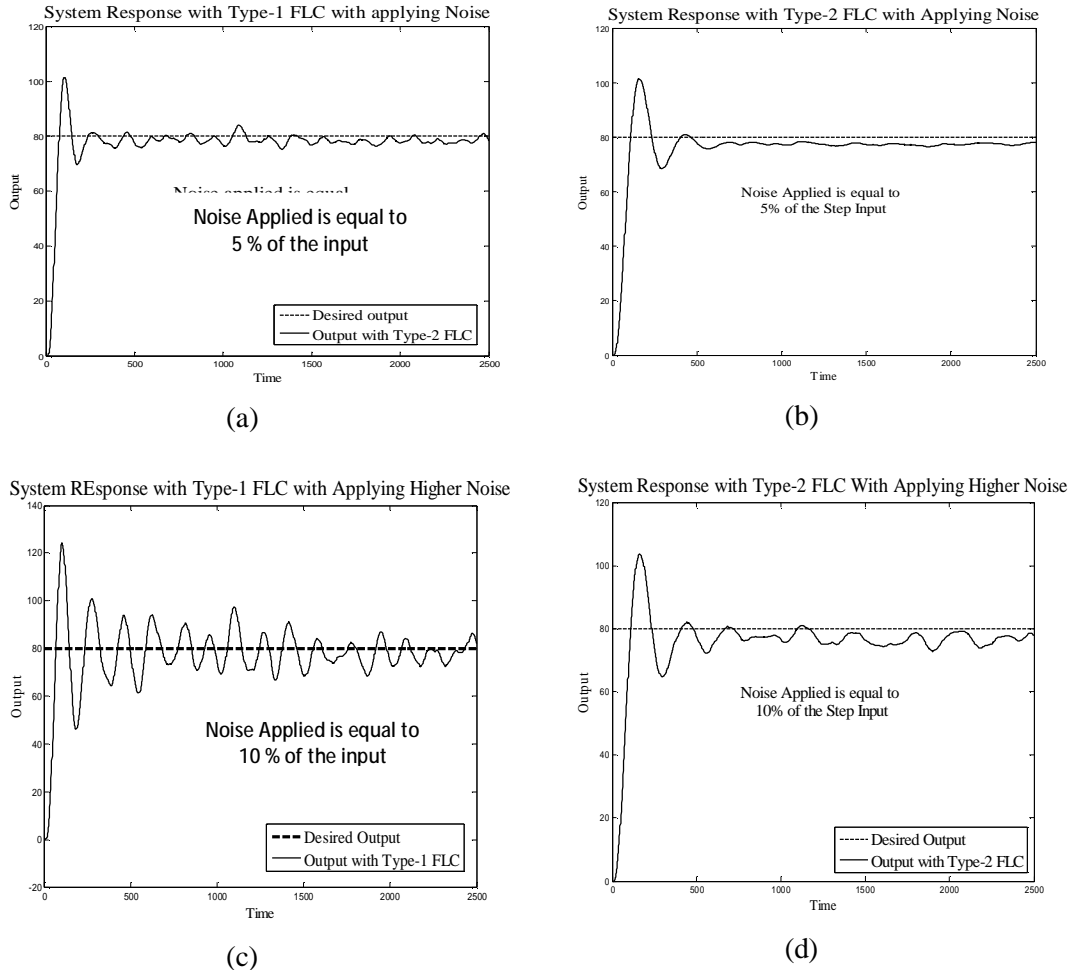 System Response with Type-1 FLC with applying Noise
120
100
80
60
40
20
0
Output
Noise applied is equal
Noise Applied is equal to
5 % of the input
Desired output
Output with Type-2 FLC
0
500
1000
1500
2000
2500
Time
(a)
System Response with Type-2 FLC with Applying Noise
120
100
80
60
40
20
0
Output
Noise Applied is equal to
5% of the Step Input
0
500
1000
1500
2000
2500
Time
(b)
System REsponse with Type-1 FLC with Applying Higher Noise
140
120
100
80
60
40
20
0
-20
Output
Noise Applied is equal to
10 % of the input
Desired Output
Output with Type-1 FLC
0
500
1000
1500
2000
2500
Time
(c)
System Response with Type-2 FLC With Applying Higher Noise
120
100
80
60
40
20
0
Output
Noise Applied is equal to
10% of the Step Input
Desired Output
Output with Type-2 FLC
0
500
1000
1500
2000
2500
Time
(d)